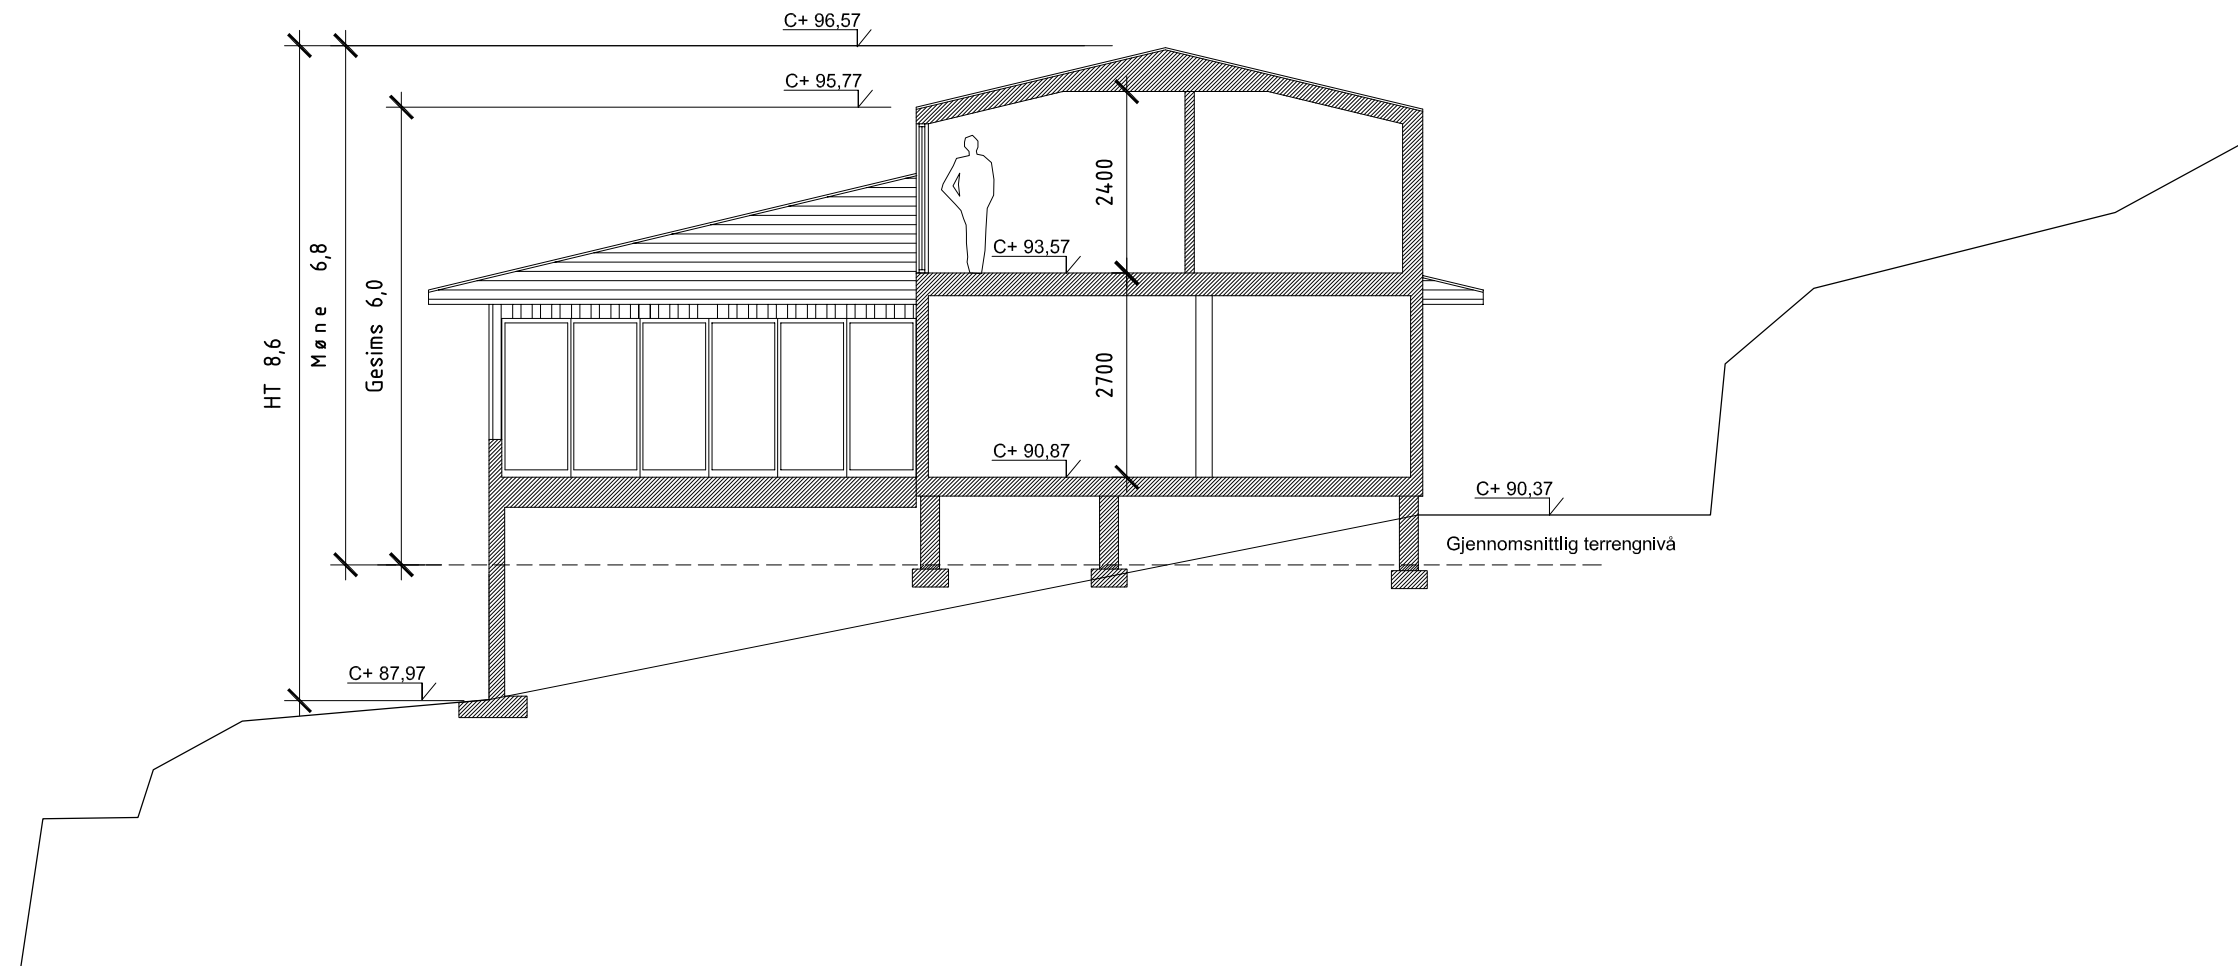 C+ 96,57
C+ 95,77
HT 8,6
Møne 6,8
Gesims 6,0
2400
C+ 93,57
2700
C+ 90,87
C+ 90,37
Gjennomsnittlig terrengnivå
C+ 87,97